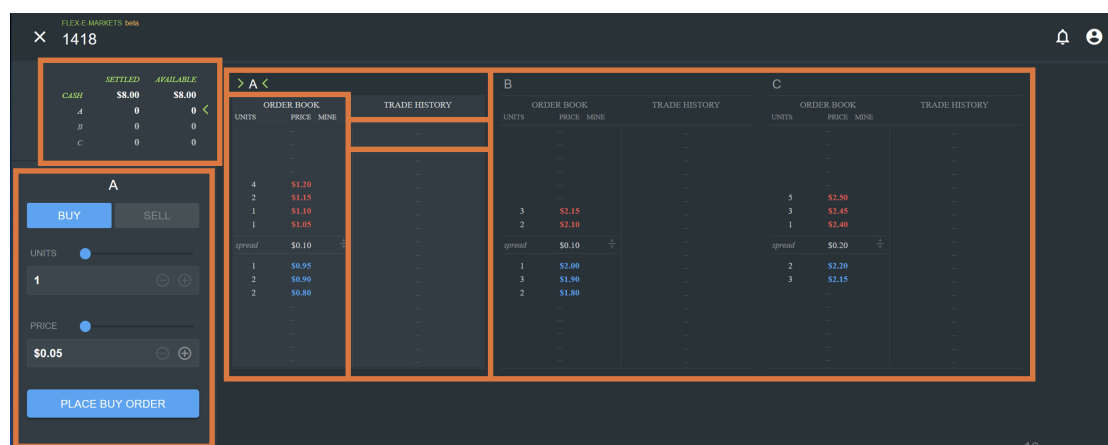 FLEX-E-MARKETS beta
× 1418
SETTLED AVAILABLE
CASH $8.00 $8.00
A 0 0 <
B 0 0
C 0 0
A
BUY SELL
UNITS
1
PRICE
$0.05
PLACE BUY ORDER
> A <
ORDER BOOK TRADE HISTORY
UNITS PRICE MINE
4 $1.20
2 $1.15
1 $1.10
1 $1.05
spread $0.10
1 $0.95
2 $0.90
2 $0.80
B
ORDER BOOK TRADE HISTORY
UNITS PRICE MINE
3 $2.15
2 $2.10
spread $0.10
1 $2.00
3 $1.90
2 $1.80
C
ORDER BOOK TRADE HISTORY
UNITS PRICE MINE
5 $2.50
3 $2.45
1 $2.40
spread $0.20
2 $2.20
3 $2.15